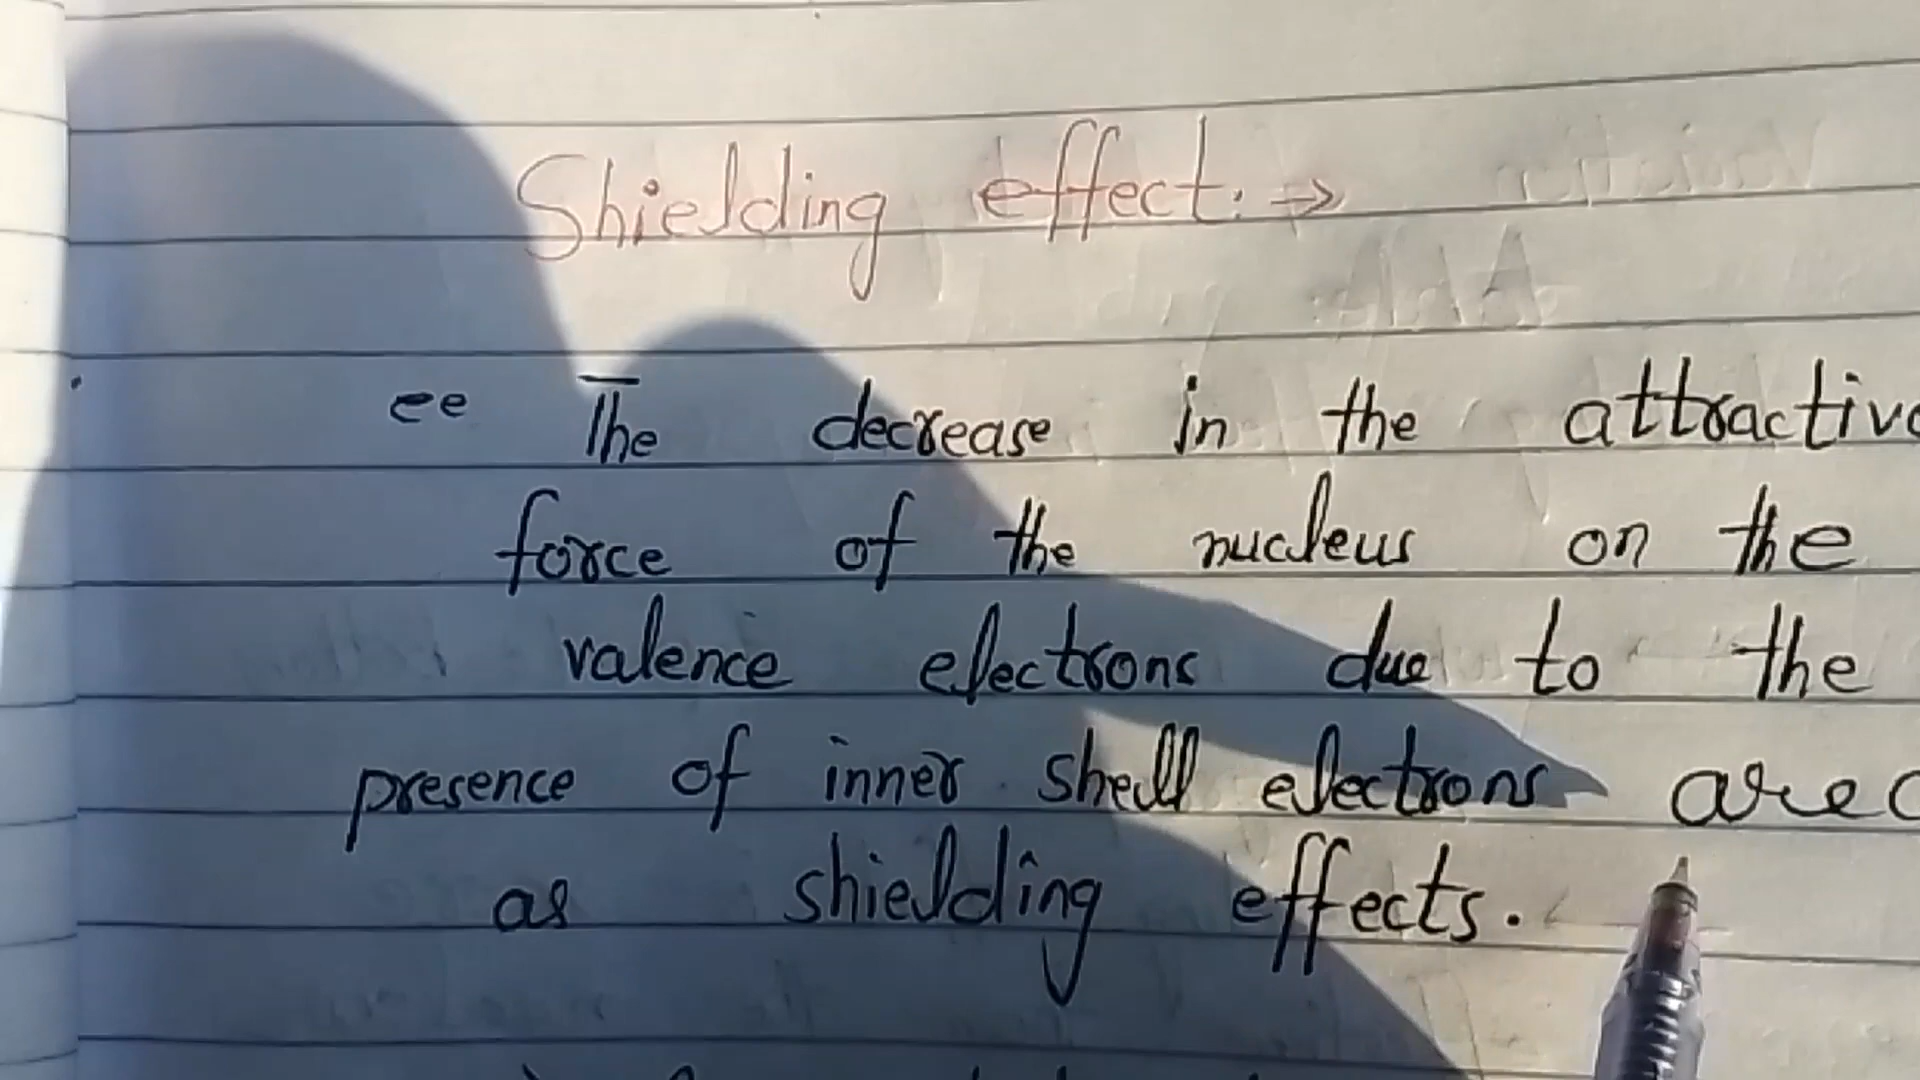 Shielding effect:→
“ The decrease in the attractive
force of the nucleus on the
valence electrons due to the
presence of inner shell electrons are
as shielding effects.